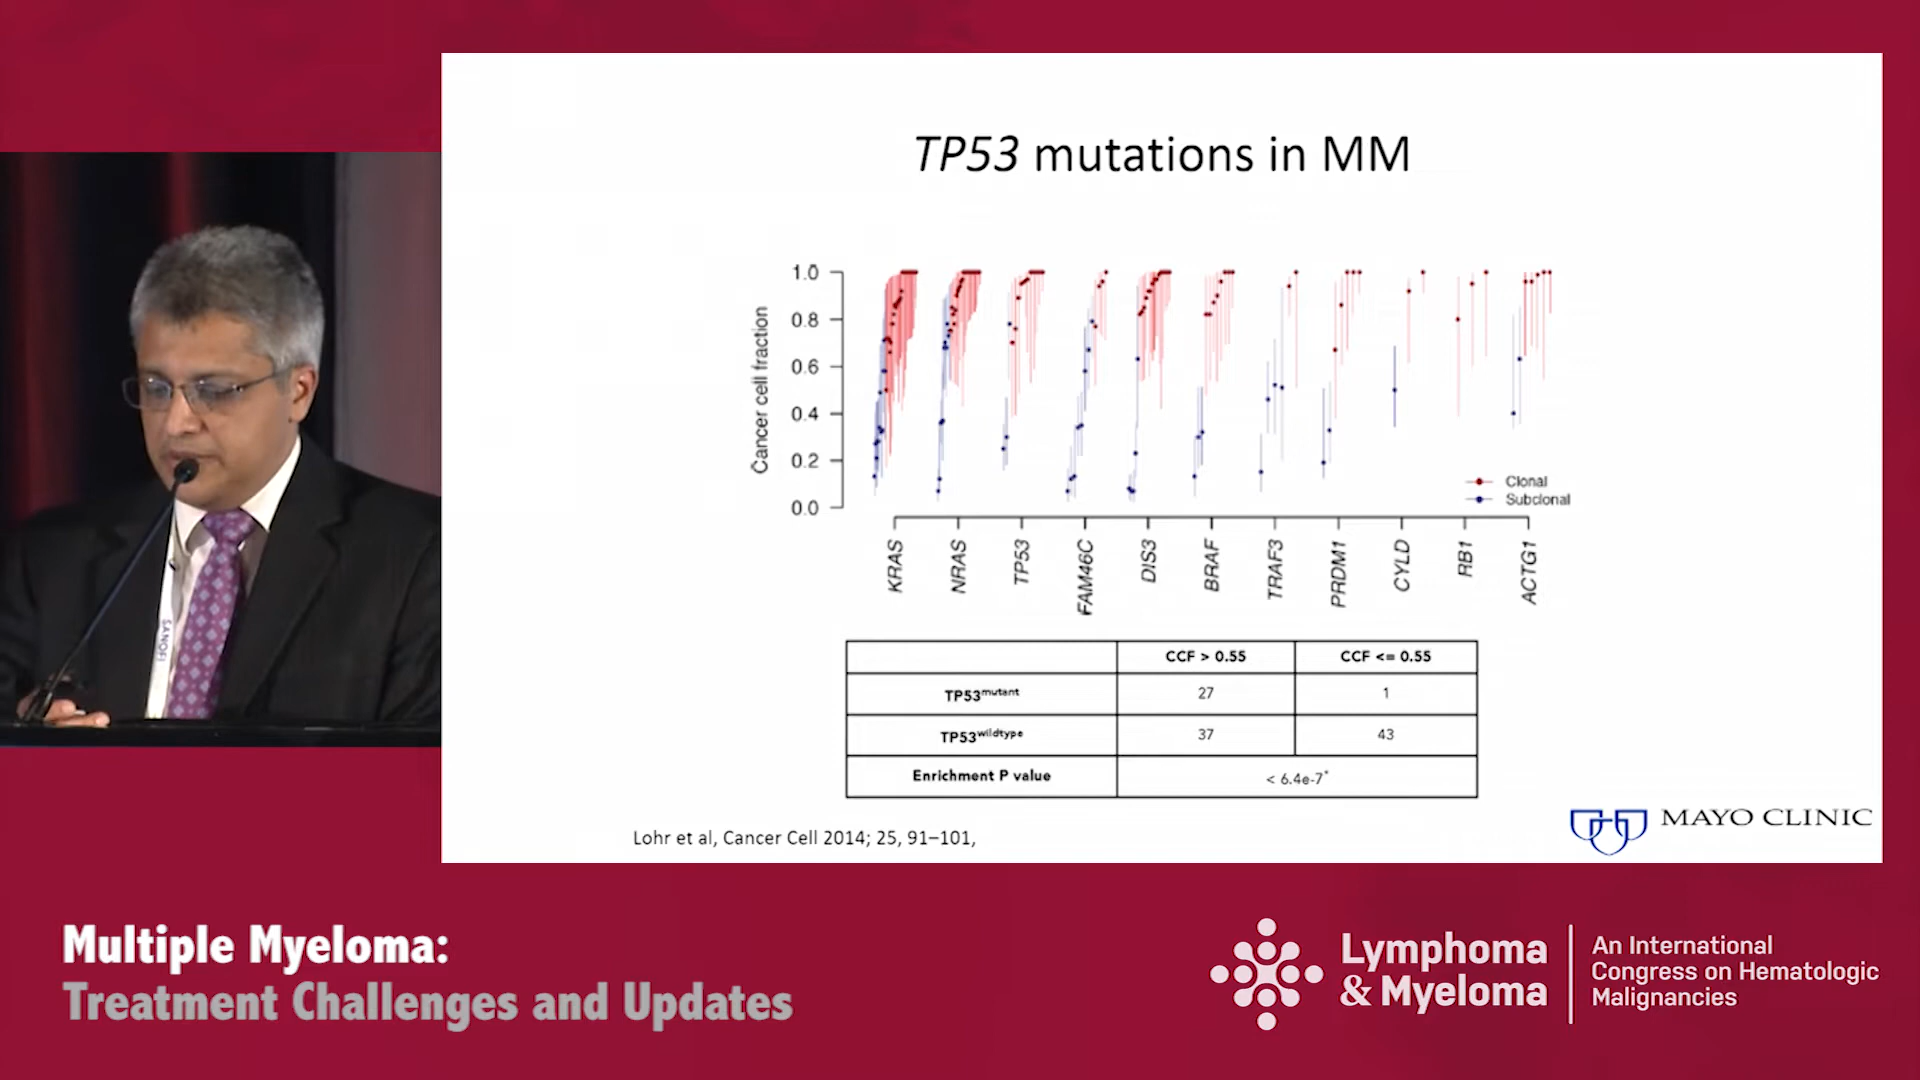 TP53 mutations in MM
Cancer cell fraction
1.0
0.8
0.6
0.4
0.2
0.0
Clonal
Subclonal
KRAS
NRAS
TP53
FAM46C
DIS3
BRAF
TRAF3
PRDM1
CYLD
RB1
ACTG1
CCF > 0.55 CCF <= 0.55
TP53mutant 27 1
TP53wildtype 37 43
Enrichment P value < 6.4e-7*
Lohr et al, Cancer Cell 2014; 25, 91–101,
MAYO CLINIC
SANOFI
Multiple Myeloma:
Treatment Challenges and Updates
Lymphoma
& Myeloma
An International
Congress on Hematologic
Malignancies